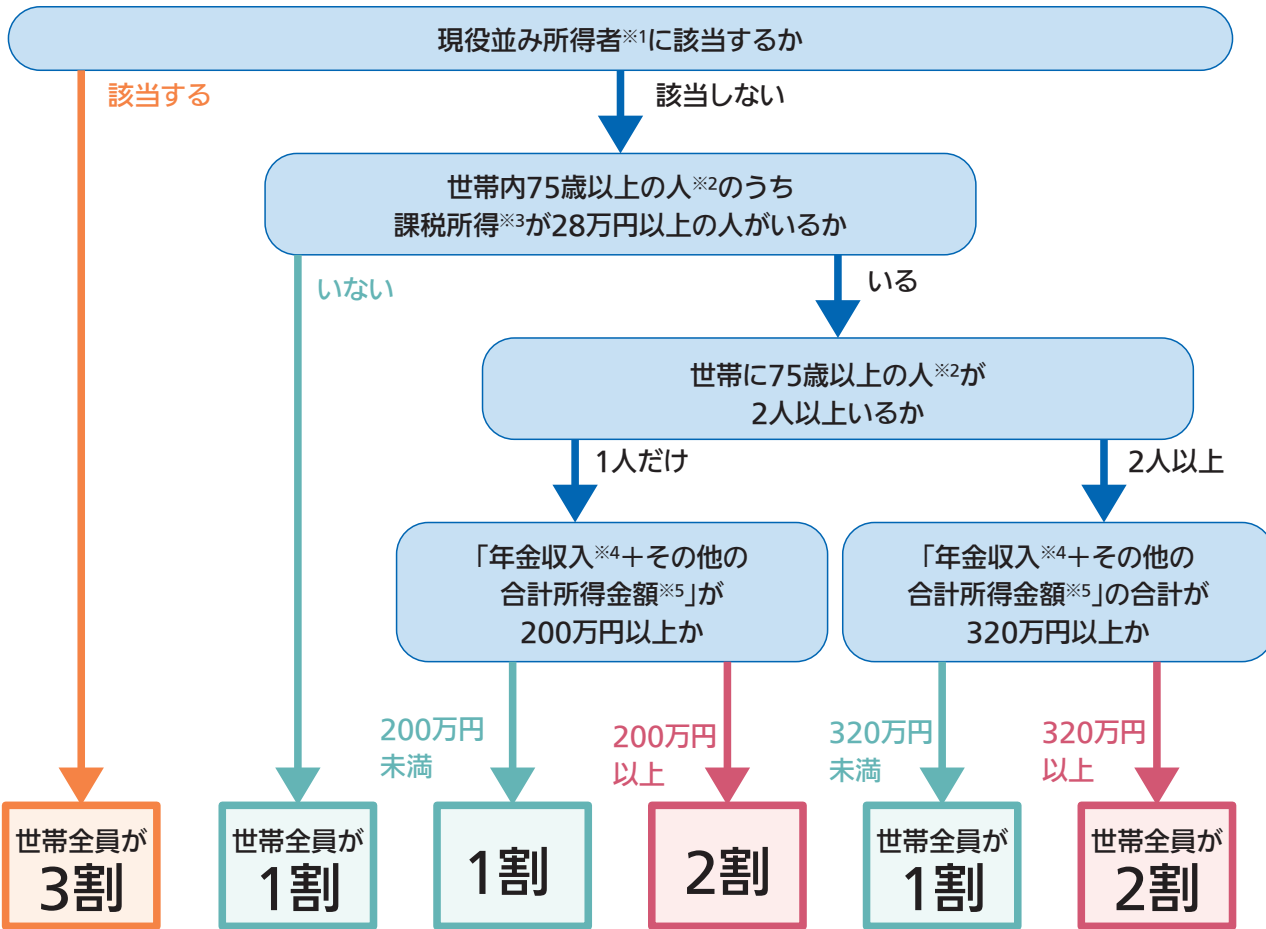 現役並み所得者※1に該当するか
該当する
該当しない
世帯内75歳以上の人※2のうち
課税所得※3が28万円以上の人がいるか
いない
いる
世帯に75歳以上の人※2が
2人以上いるか
1人だけ
2人以上
「年金収入※4+その他の
合計所得金額※5」が
200万円以上か
「年金収入※4+その他の
合計所得金額※5」の合計が
320万円以上か
200万円
未満
200万円
以上
320万円
未満
320万円
以上
世帯全員が
3割
世帯全員が
1割
1割
2割
世帯全員が
1割
世帯全員が
2割